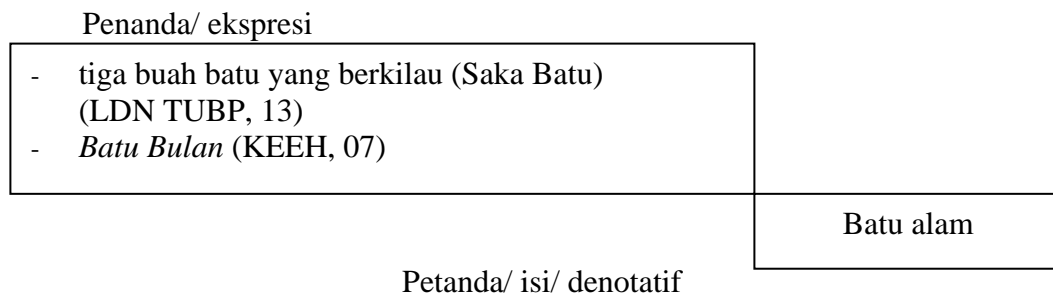 Penanda/ ekspresi
- tiga buah batu yang berkilau (Saka Batu)
(LDN TUBP, 13)
- Batu Bulan (KEEH, 07)
Batu alam
Petanda/ isi/ denotatif